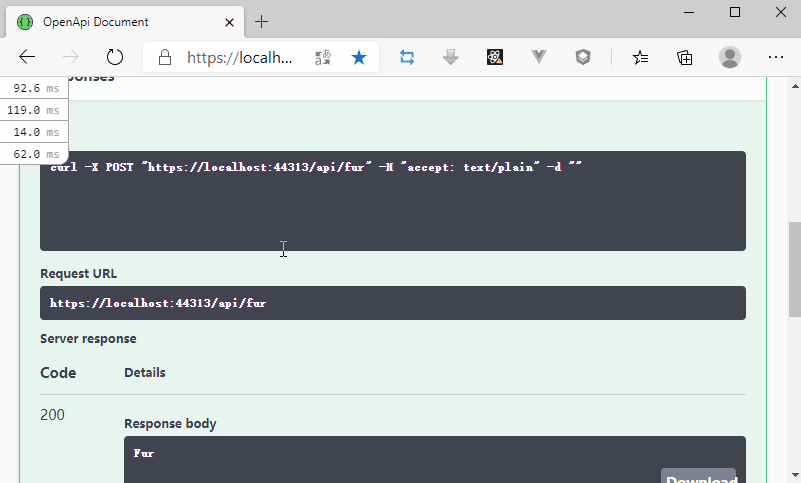 OpenApi Document
https://localh...
ponses
92.6 ms
119.0 ms
14.0 ms
62.0 ms
curl -X POST "https://localhost:44313/api/fur" -H "accept: text/plain" -d ""
Request URL
https://localhost:44313/api/fur
Server response
Code Details
200
Response body
Fur
Download